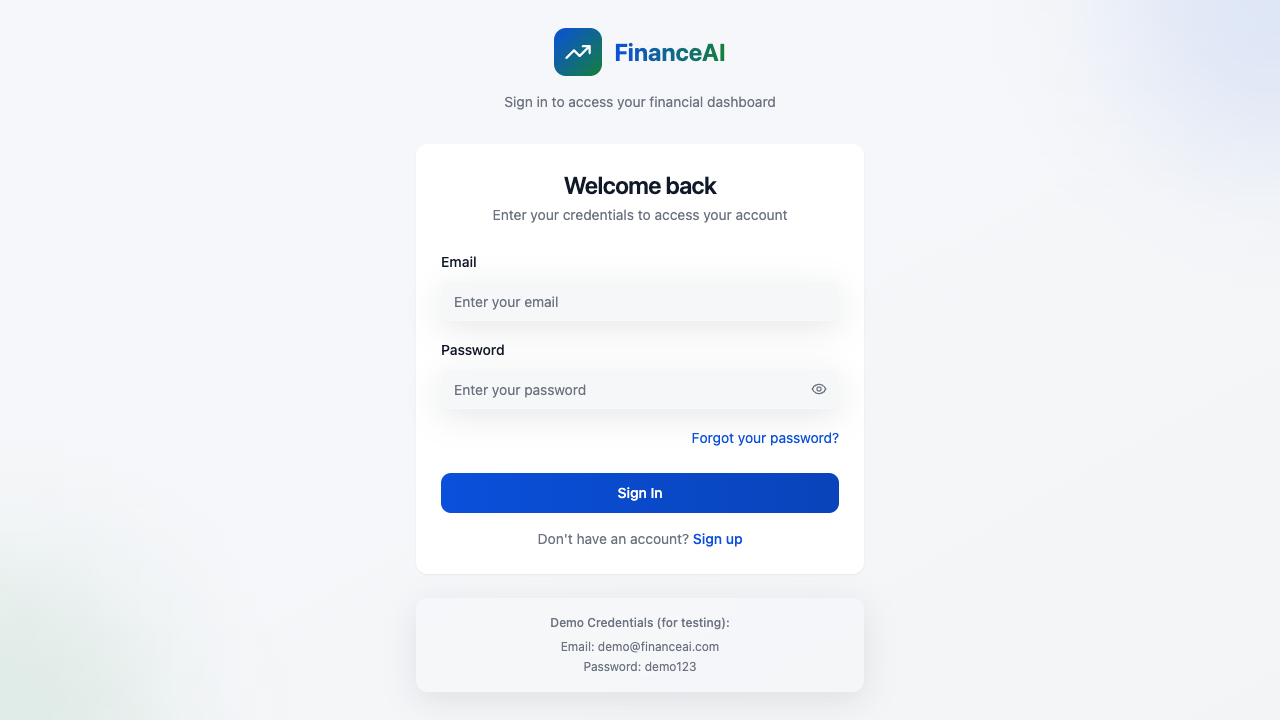 FinanceAI
Sign in to access your financial dashboard
Welcome back
Enter your credentials to access your account
Email
Enter your email
Password
Enter your password
Forgot your password?
Sign In
Don't have an account? Sign up
Demo Credentials (for testing):
Email: demo@financeai.com
Password: demo123